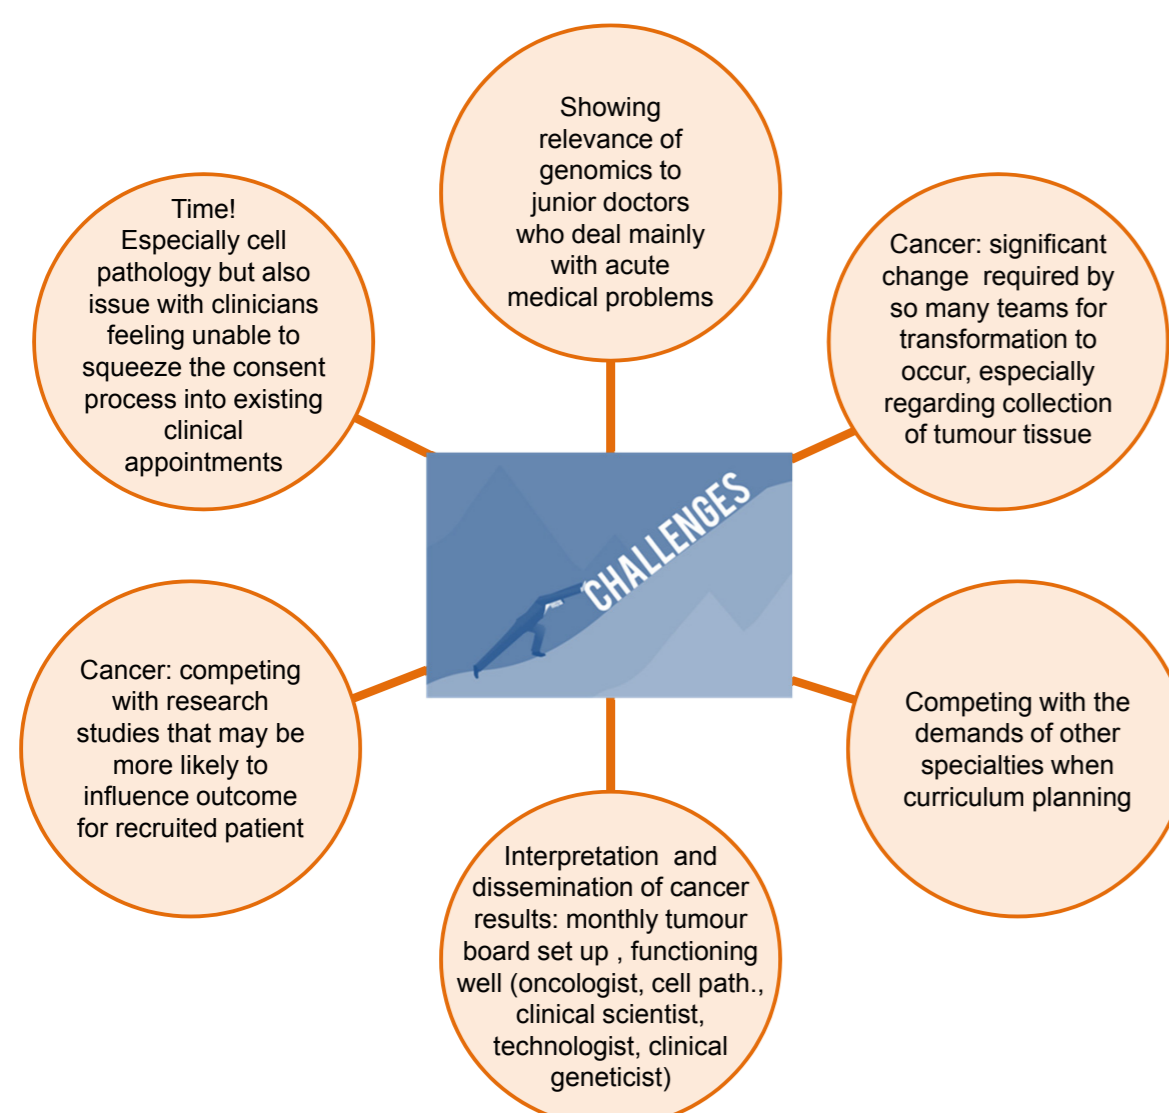 Showing
relevance of
genomics to
junior doctors
who deal mainly
with acute
medical problems
Time!
Especially cell
pathology but also
issue with clinicians
feeling unable to
squeeze the consent
process into existing
clinical
appointments
Cancer: significant
change required by
so many teams for
transformation to
occur, especially
regarding collection
of tumour tissue
CHALLENGES
Cancer: competing
with research
studies that may be
more likely to
influence outcome
for recruited patient
Competing with the
demands of other
specialties when
curriculum planning
Interpretation and
dissemination of cancer
results: monthly tumour
board set up , functioning
well (oncologist, cell path.,
clinical scientist,
technologist, clinical
geneticist)